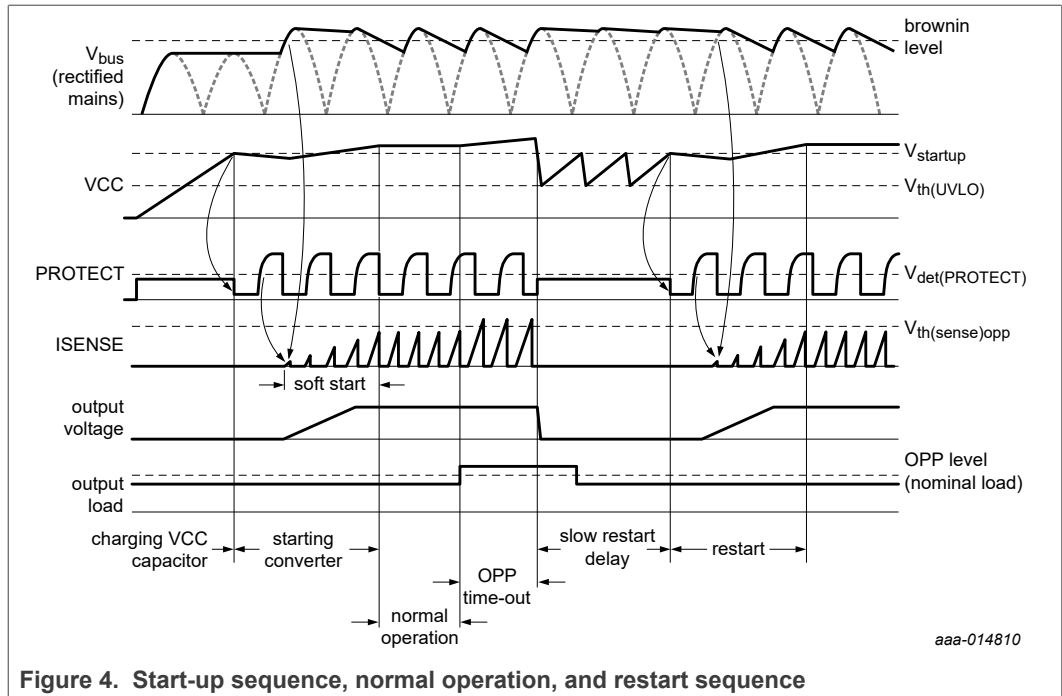 brownin
level
Vbus
(rectified
mains)
VCC
Vstartup
Vth(UVLO)
PROTECT
Vdet(PROTECT)
ISENSE
Vth(sense)opp
soft start
output
voltage
OPP level
(nominal load)
output
load
charging VCC
capacitor
starting
converter
slow restart
delay
restart
OPP
time-out
normal
operation
aaa-014810
Figure 4. Start-up sequence, normal operation, and restart sequence